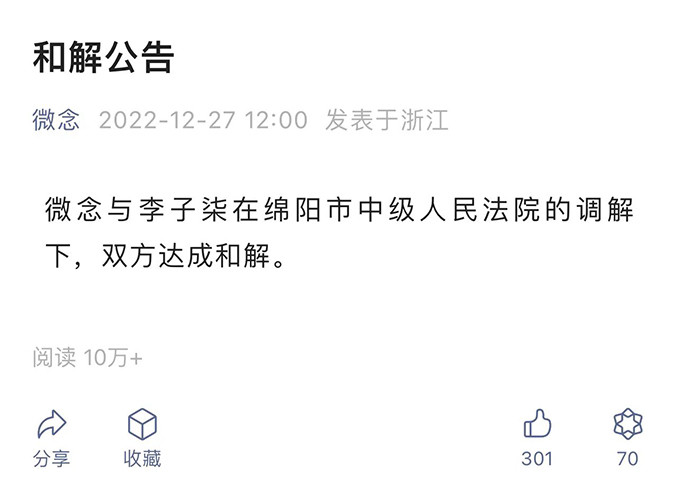 和解公告
微念 2022-12-27 12:00 发表于浙江
微念与李子柒在绵阳市中级人民法院的调解
下，双方达成和解。
阅读 10万+
分享 收藏 301 70